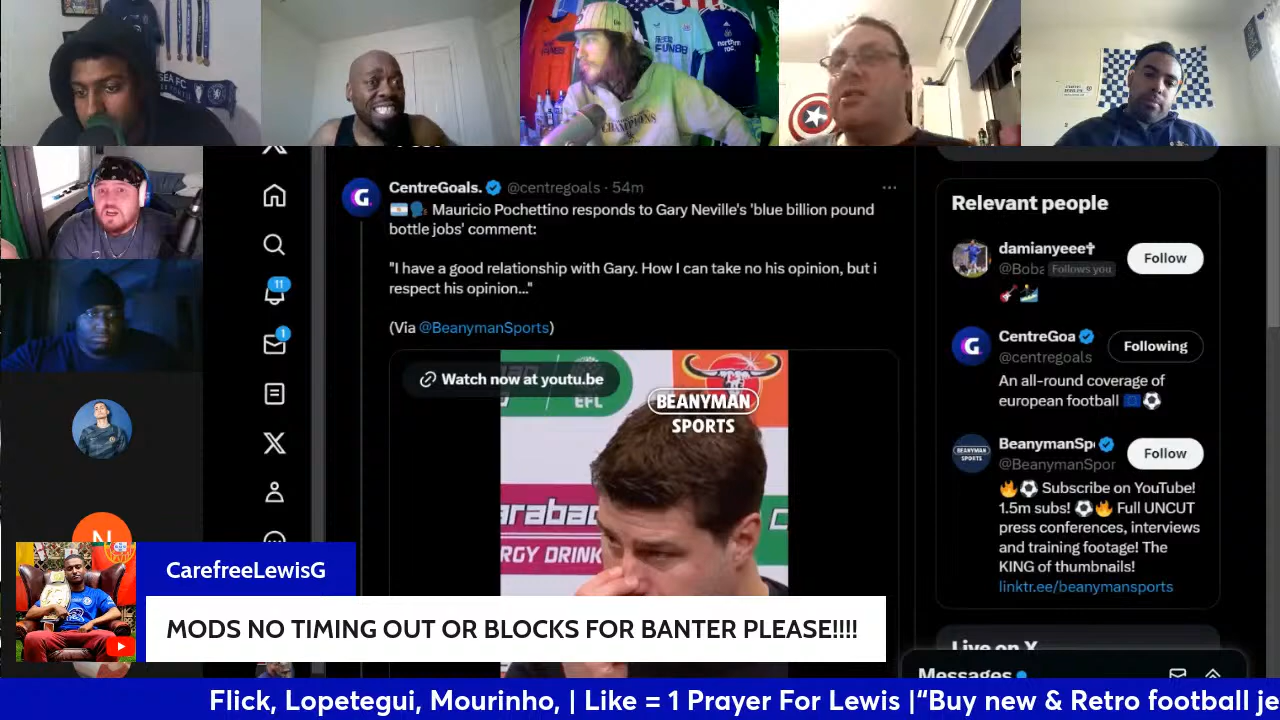 CentreGoals. @centregoals · 54m
Mauricio Pochettino responds to Gary Neville's 'blue billion pound
bottle jobs' comment:
"I have a good relationship with Gary. How I can take no his opinion, but i
respect his opinion..."
(Via @BeanymanSports)
Watch now at youtu.be
EFL
BEANYMAN
SPORTS
arabao
RGY DRINK
11
1
Relevant people
damianyeee✝
@Boba Follows you
Follow
CentreGoa
@centregoals
Following
An all-round coverage of
european football
BeanymanSp
@BeanymanSpor
Follow
Subscribe on YouTube!
1.5m subs! Full UNCUT
press conferences, interviews
and training footage! The
KING of thumbnails!
linktr.ee/beanymansports
Live on X
Messages
N
CarefreeLewisG
MODS NO TIMING OUT OR BLOCKS FOR BANTER PLEASE!!!!
Flick, Lopetegui, Mourinho, | Like = 1 Prayer For Lewis |“Buy new & Retro football je